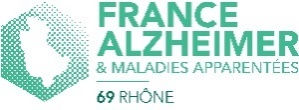 FRANCE
ALZHEIMER
& MALADIES APPARENTÉES
69 RHÔNE